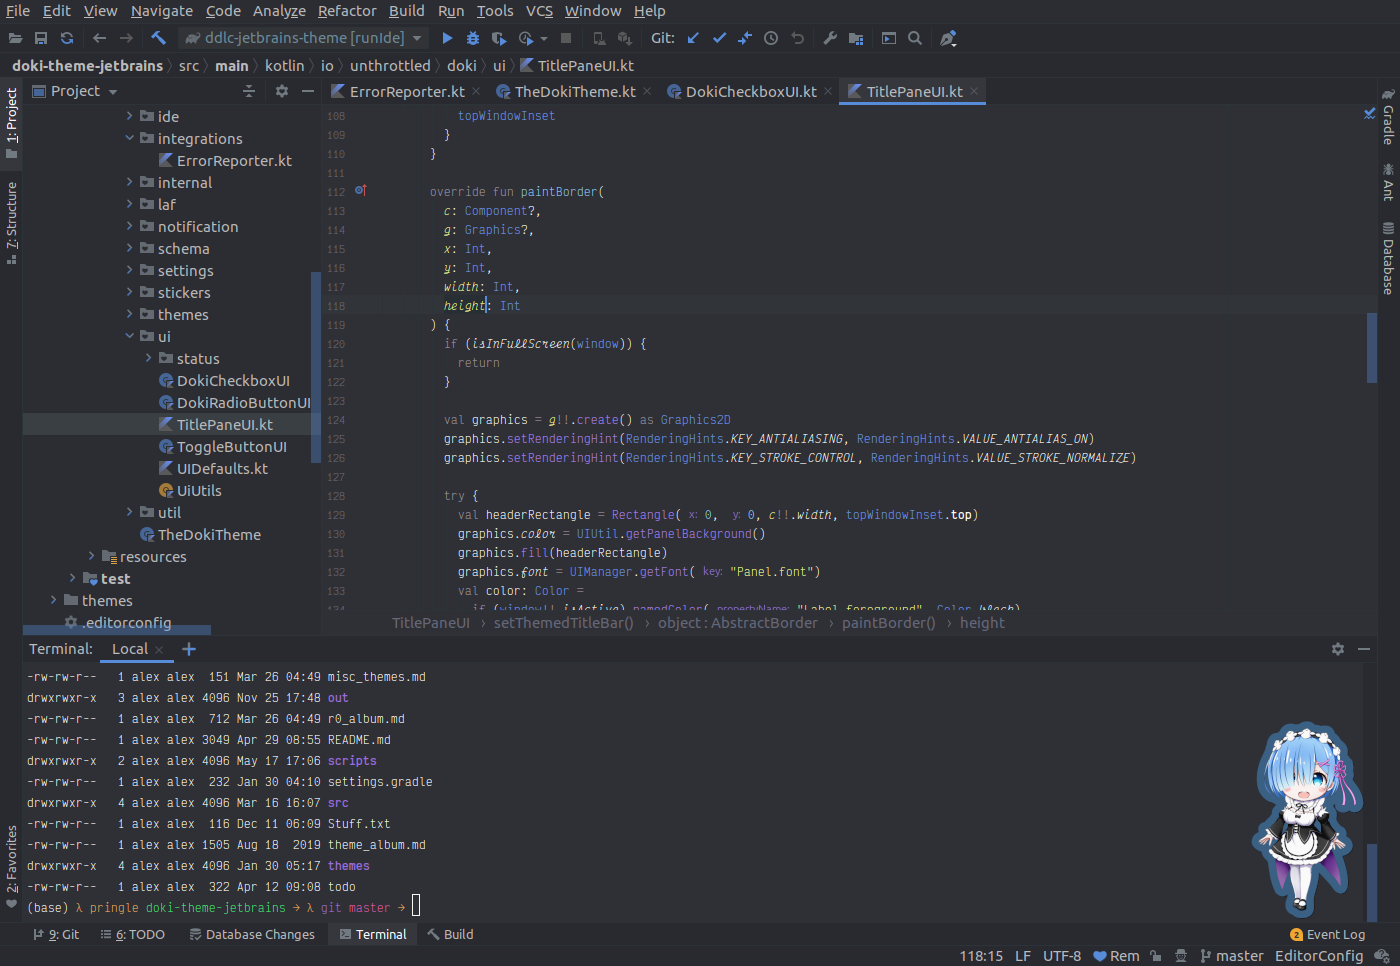 File Edit View Navigate Code Analyze Refactor Build Run Tools VCS Window Help
ddlc-jetbrains-theme [runIde] Git:
doki-theme-jetbrains src main kotlin io unthrottled doki ui TitlePaneUI.kt
Project
ErrorReporter.kt TheDokiTheme.kt DokiCheckboxUI.kt TitlePaneUI.kt
1: Project
7: Structure
2: Favorites
ide
integrations
ErrorReporter.kt
internal
laf
notification
schema
settings
stickers
themes
ui
status
DokiCheckboxUI
DokiRadioButtonUI
TitlePaneUI.kt
ToggleButtonUI
UIDefaults.kt
UiUtils
util
TheDokiTheme
resources
test
themes
.editorconfig
108 topWindowInset
109 }
110 }
111
112 override fun paintBorder(
113 c: Component?,
114 g: Graphics?,
115 x: Int,
116 y: Int,
117 width: Int,
118 height: Int
119 ) {
120 if (isInFullScreen(window)) {
121 return
122 }
123
124 val graphics = g!!.create() as Graphics2D
125 graphics.setRenderingHint(RenderingHints.KEY_ANTIALIASING, RenderingHints.VALUE_ANTIALIAS_ON)
126 graphics.setRenderingHint(RenderingHints.KEY_STROKE_CONTROL, RenderingHints.VALUE_STROKE_NORMALIZE)
127
128 try {
129 val headerRectangle = Rectangle( x: 0, y: 0, c!!.width, topWindowInset.top)
130 graphics.color = UIUtil.getPanelBackground()
131 graphics.fill(headerRectangle)
132 graphics.font = UIManager.getFont( key: "Panel.font")
133 val color: Color =
134 if (window!!.isActive) namedColor( propertyName: "Label.foreground", Color.black)
TitlePaneUI › setThemedTitleBar() › object : AbstractBorder › paintBorder() › height
Gradle
Ant
Database
Terminal: Local
-rw-rw-r-- 1 alex alex 151 Mar 26 04:49 misc_themes.md
drwxrwxr-x 3 alex alex 4096 Nov 25 17:48 out
-rw-rw-r-- 1 alex alex 712 Mar 26 04:49 r0_album.md
-rw-rw-r-- 1 alex alex 3049 Apr 29 08:55 README.md
drwxrwxr-x 2 alex alex 4096 May 17 17:06 scripts
-rw-rw-r-- 1 alex alex 232 Jan 30 04:10 settings.gradle
drwxrwxr-x 4 alex alex 4096 Mar 16 16:07 src
-rw-rw-r-- 1 alex alex 116 Dec 11 06:09 Stuff.txt
-rw-rw-r-- 1 alex alex 1505 Aug 18 2019 theme_album.md
drwxrwxr-x 4 alex alex 4096 Jan 30 05:17 themes
-rw-rw-r-- 1 alex alex 322 Apr 12 09:08 todo
(base) λ pringle doki-theme-jetbrains → λ git master →
9: Git 6: TODO Database Changes Terminal Build 2 Event Log
118:15 LF UTF-8 Rem master EditorConfig